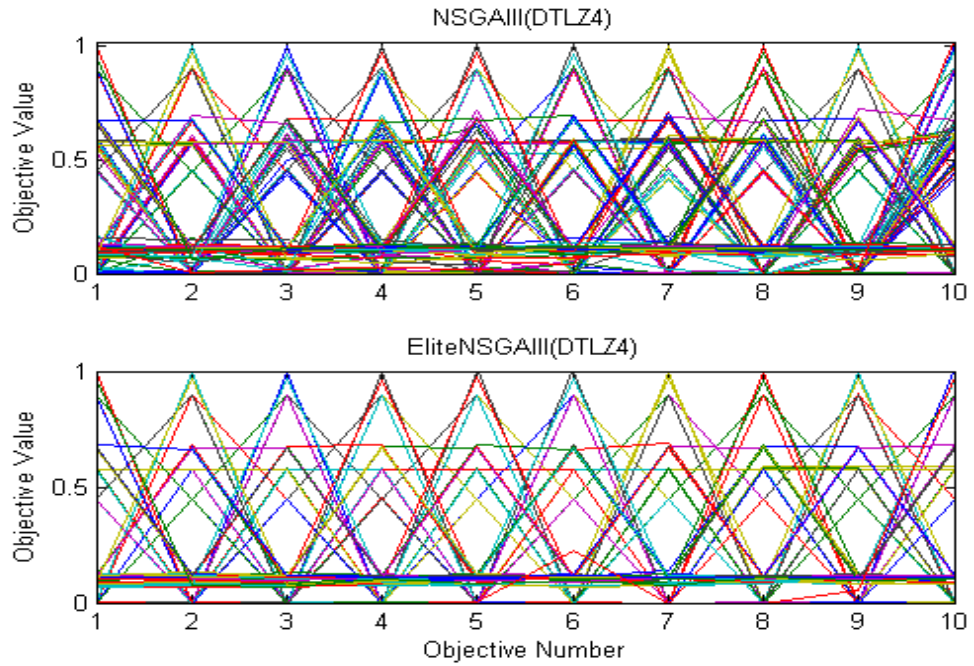 NSGAIII(DTLZ4)
1
0.5
0
Objective Value
1 2 3 4 5 6 7 8 9 10
EliteNSGAIII(DTLZ4)
1
0.5
0
Objective Value
1 2 3 4 5 6 7 8 9 10
Objective Number